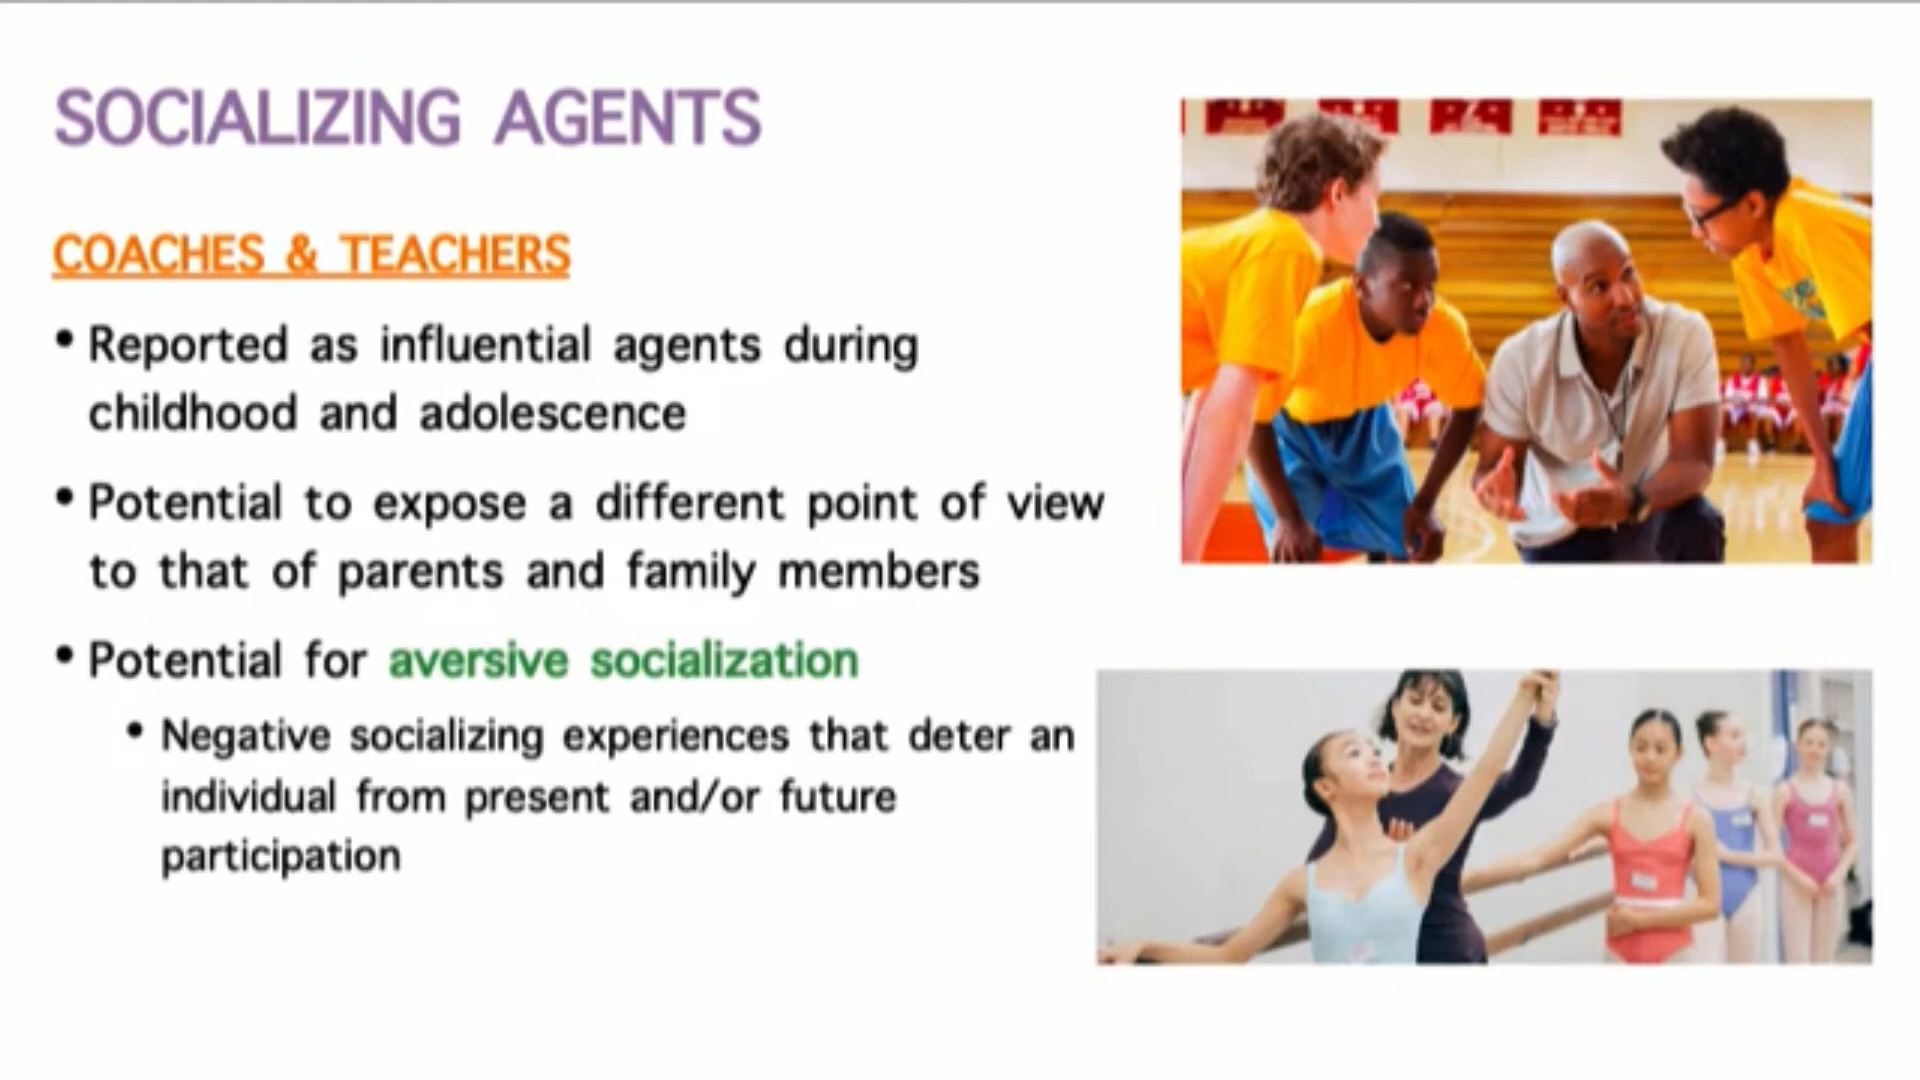 SOCIALIZING AGENTS
COACHES & TEACHERS
• Reported as influential agents during
childhood and adolescence
• Potential to expose a different point of view
to that of parents and family members
• Potential for aversive socialization
• Negative socializing experiences that deter an
individual from present and/or future
participation